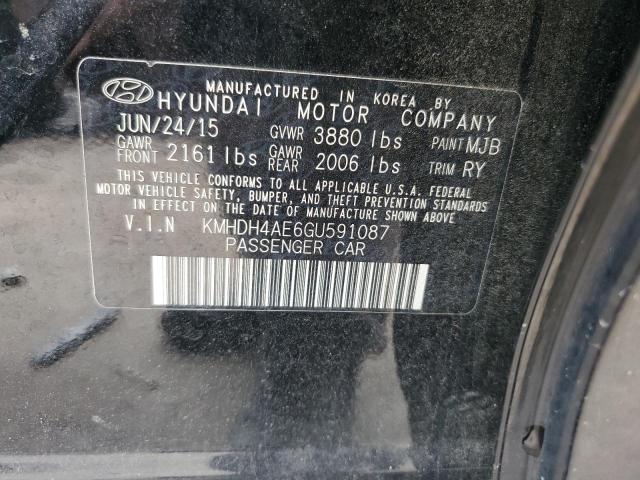 MANUFACTURED IN KOREA BY
HYUNDAI MOTOR COMPANY
JUN/24/15 GVWR 3880 lbs PAINT MJB
GAWR FRONT 2161 lbs GAWR REAR 2006 lbs TRIM RY
THIS VEHICLE CONFORMS TO ALL APPLICABLE U.S.A. FEDERAL
MOTOR VEHICLE SAFETY, BUMPER, AND THEFT PREVENTION STANDARDS
IN EFFECT ON THE DATE OF MANUFACTURE SHOWN ABOVE.
V.I.N KMHDH4AE6GU591087
PASSENGER CAR